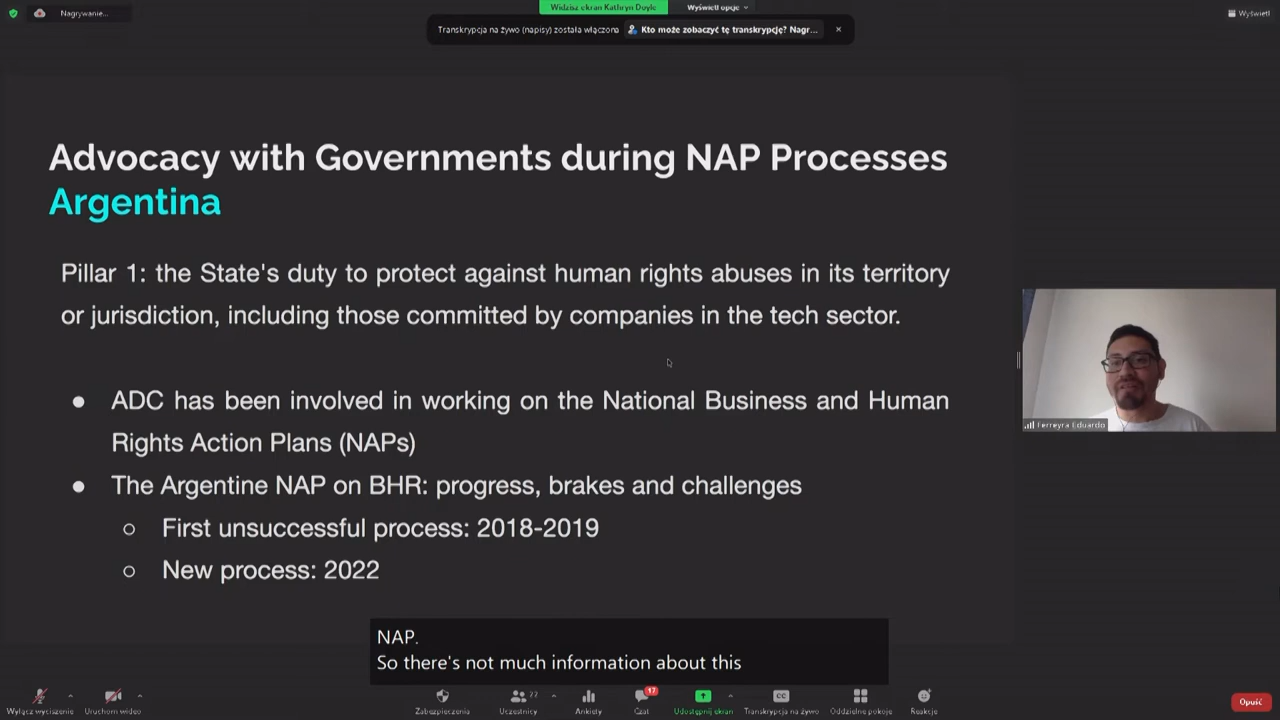 Nagrywanie...
Widzisz ekran Kathryn Doyle
Wyświetl opcje
Wyświetl
Transkrypcja na żywo (napisy) została włączona
Kto może zobaczyć tę transkrypcję? Nagr...
Advocacy with Governments during NAP Processes
Argentina
Pillar 1: the State's duty to protect against human rights abuses in its territory
or jurisdiction, including those committed by companies in the tech sector.
● ADC has been involved in working on the National Business and Human
Rights Action Plans (NAPs)
● The Argentine NAP on BHR: progress, brakes and challenges
○ First unsuccessful process: 2018-2019
○ New process: 2022
Ferreyra Eduardo
NAP.
So there's not much information about this
Wyłącz wyciszenie
Uruchom wideo
Zabezpieczenia
Uczestnicy
Ankiety
17
Czat
Udostępnij ekran
CC
Transkrypcja na żywo
Oddzielne pokoje
Reakcje
Opuść